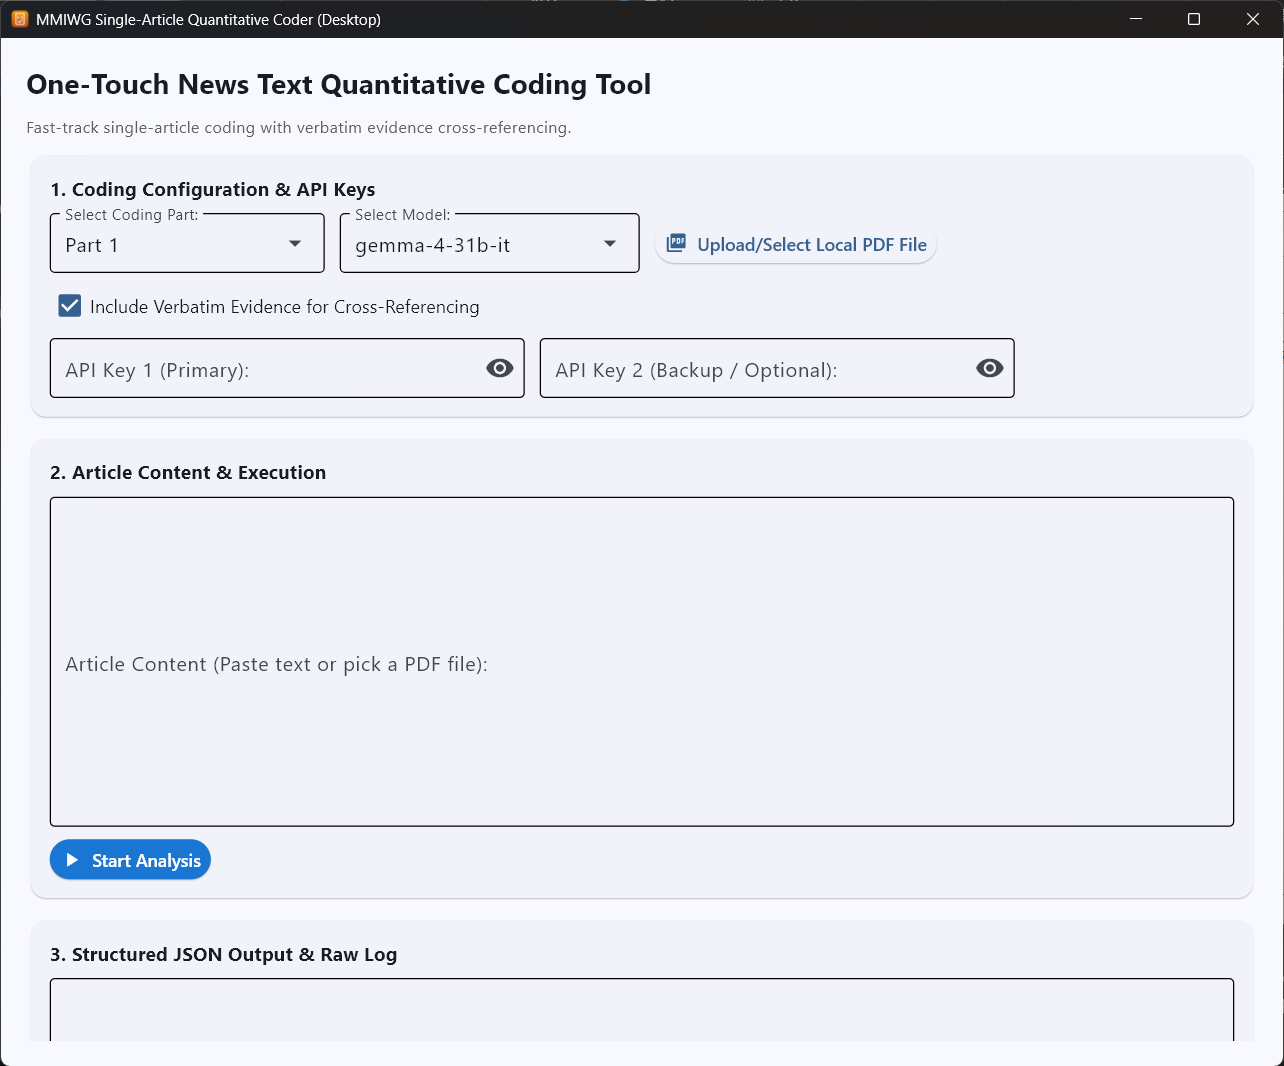 MMIWG Single-Article Quantitative Coder (Desktop)
One-Touch News Text Quantitative Coding Tool
Fast-track single-article coding with verbatim evidence cross-referencing.
1. Coding Configuration & API Keys
Select Coding Part:
Part 1
Select Model:
gemma-4-31b-it
PDF
Upload/Select Local PDF File
Include Verbatim Evidence for Cross-Referencing
API Key 1 (Primary):
API Key 2 (Backup / Optional):
2. Article Content & Execution
Article Content (Paste text or pick a PDF file):
Start Analysis
3. Structured JSON Output & Raw Log